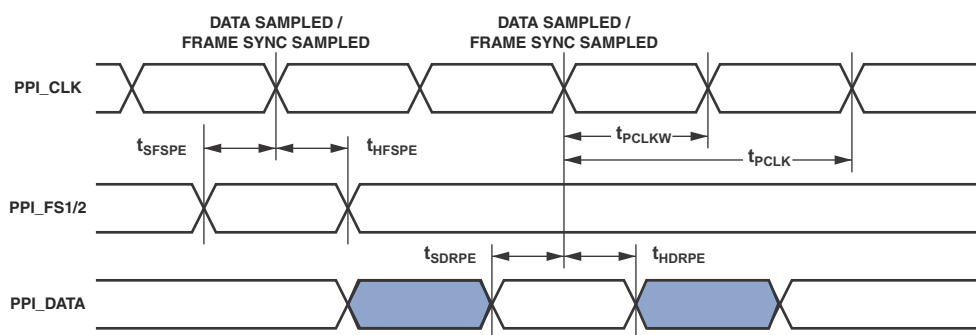 DATA SAMPLED /
FRAME SYNC SAMPLED
DATA SAMPLED /
FRAME SYNC SAMPLED
PPI_CLK
tPCLKW
tSFSPE
tHFSPE
tPCLK
PPI_FS1/2
tSDRPE
tHDRPE
PPI_DATA